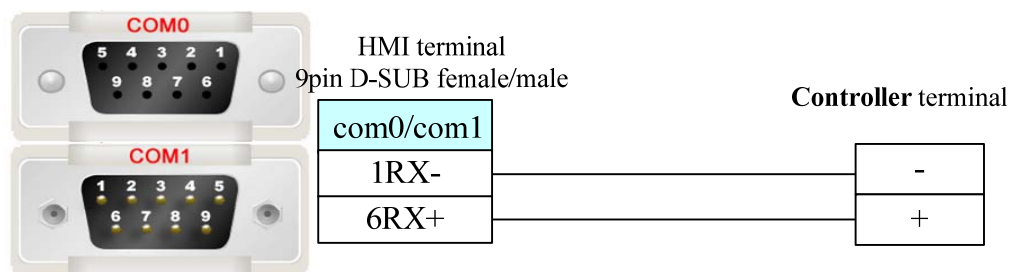 COM0
5 4 3 2 1
9 8 7 6
COM1
1 2 3 4 5
6 7 8 9
HMI terminal
9pin D-SUB female/male
com0/com1
1RX-
6RX+
Controller terminal
-
+